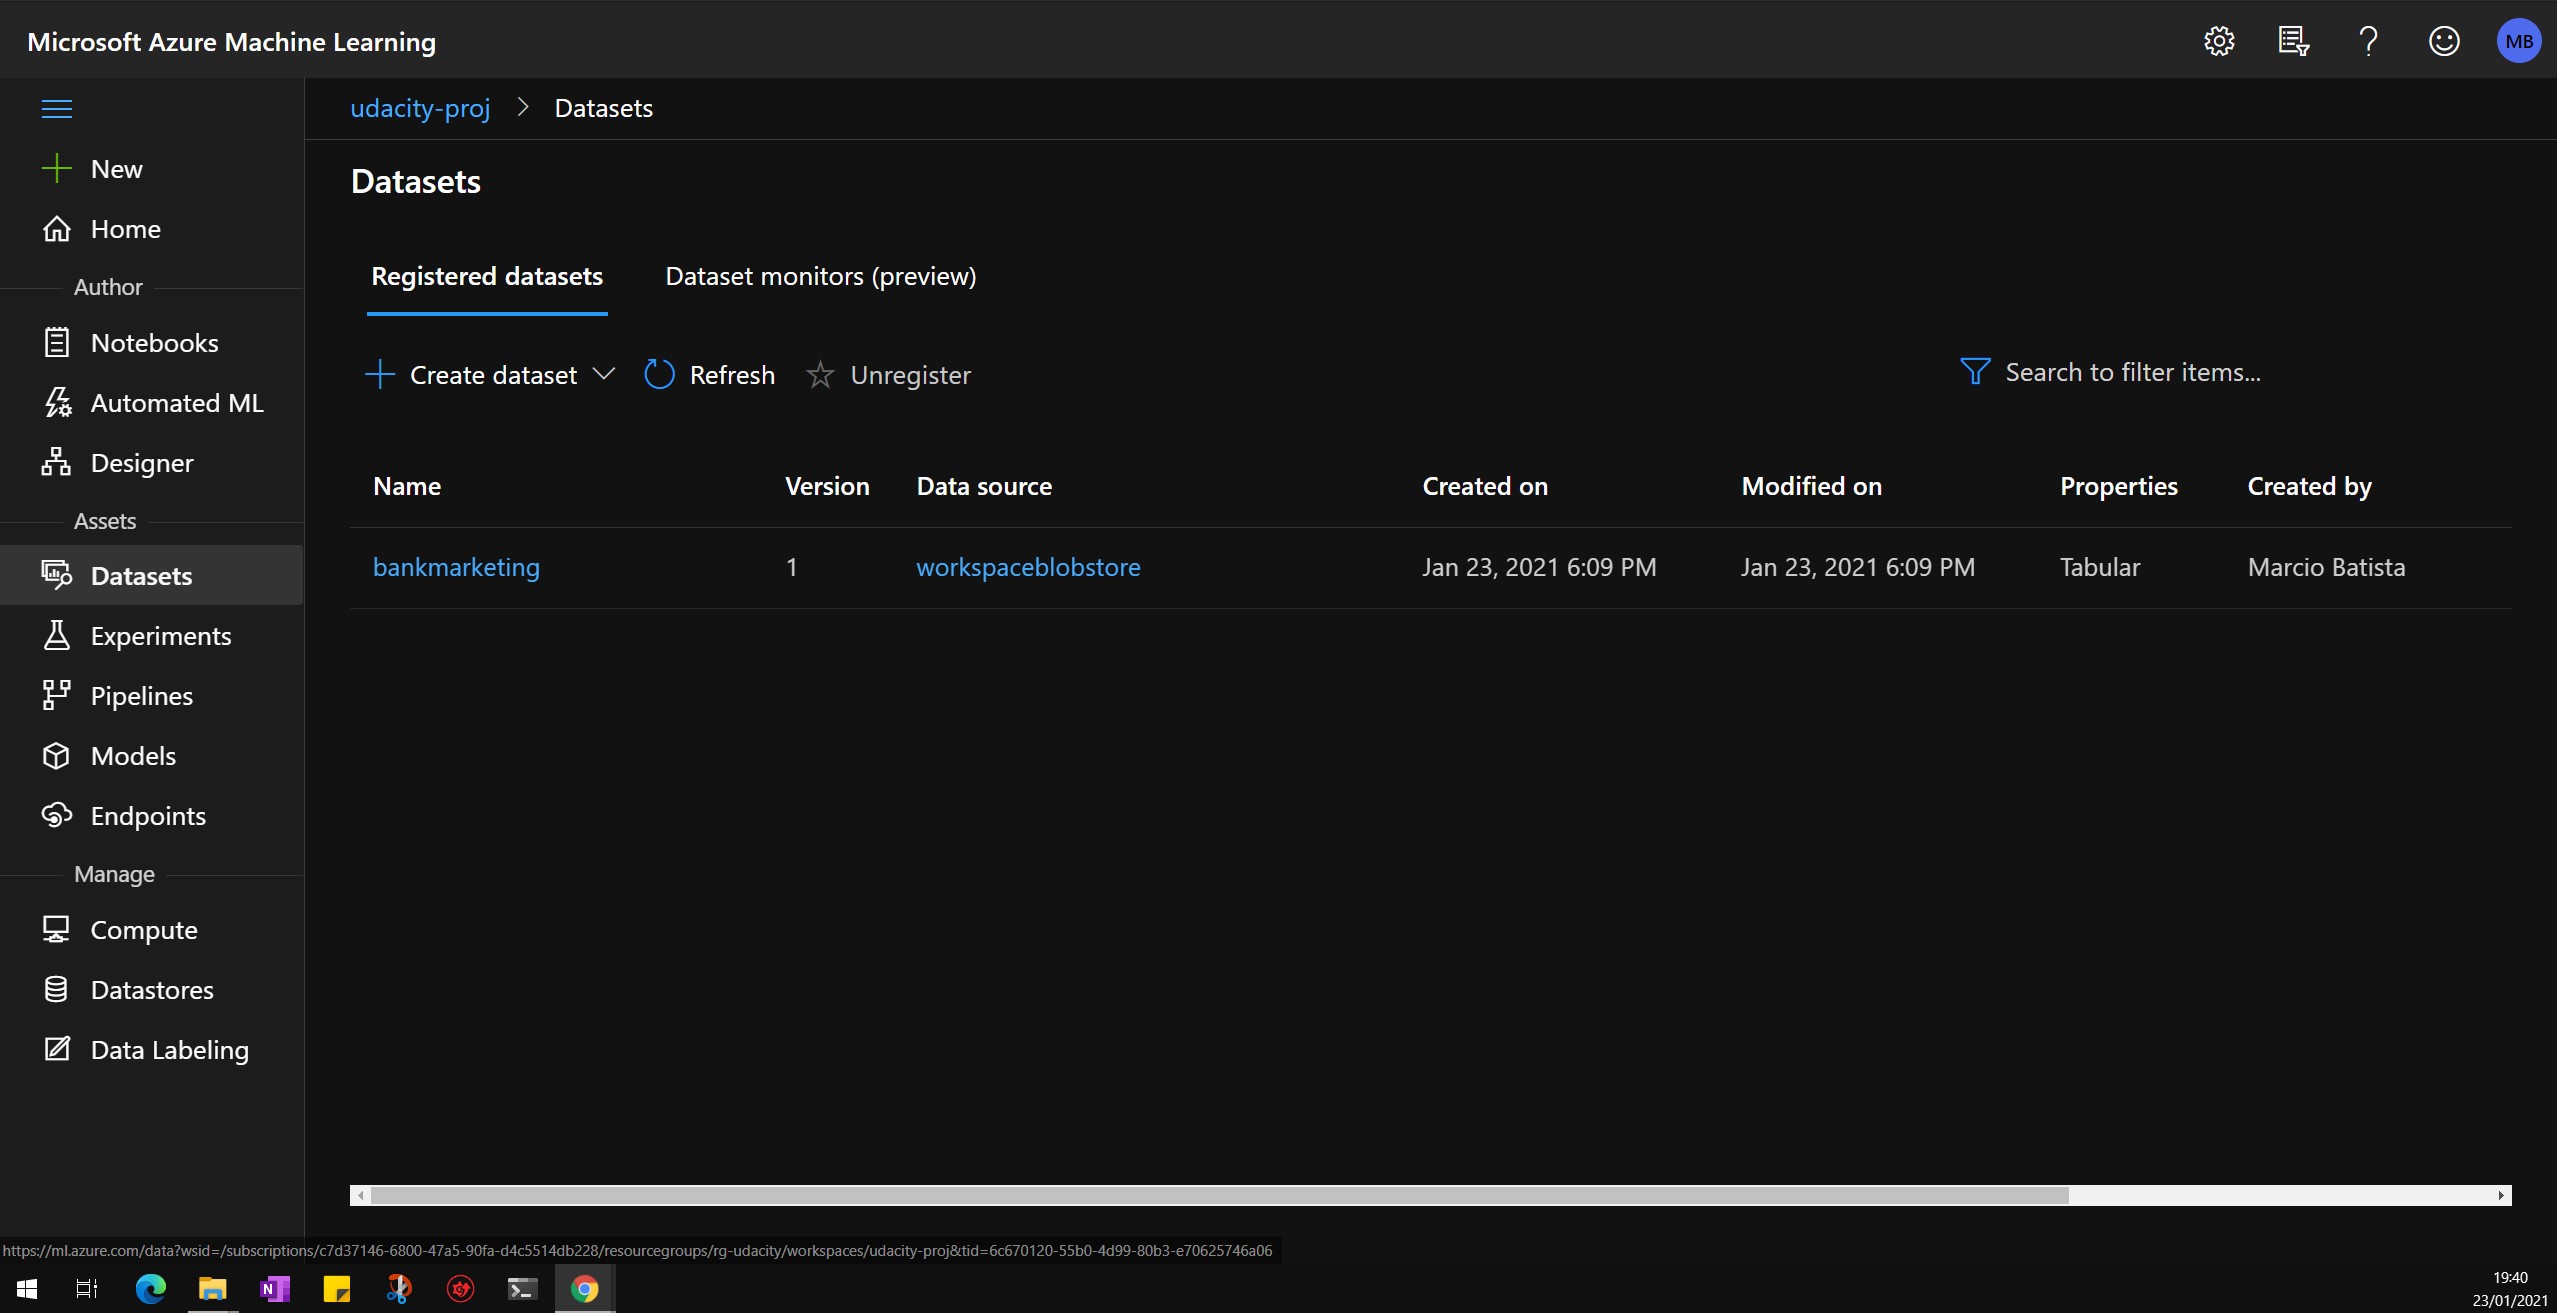 Microsoft Azure Machine Learning
MB
udacity-proj > Datasets
New
Home
Author
Notebooks
Automated ML
Designer
Assets
Datasets
Experiments
Pipelines
Models
Endpoints
Manage
Compute
Datastores
Data Labeling
Datasets
Registered datasets Dataset monitors (preview)
Create dataset Refresh Unregister Search to filter items...
Name Version Data source Created on Modified on Properties Created by
bankmarketing 1 workspaceblobstore Jan 23, 2021 6:09 PM Jan 23, 2021 6:09 PM Tabular Marcio Batista
https://ml.azure.com/data?wsid=/subscriptions/c7d37146-6800-47a5-90fa-d4c5514db228/resourcegroups/rg-udacity/workspaces/udacity-proj&tid=6c670120-55b0-4d99-80b3-e70625746a06
N
19:40
23/01/2021